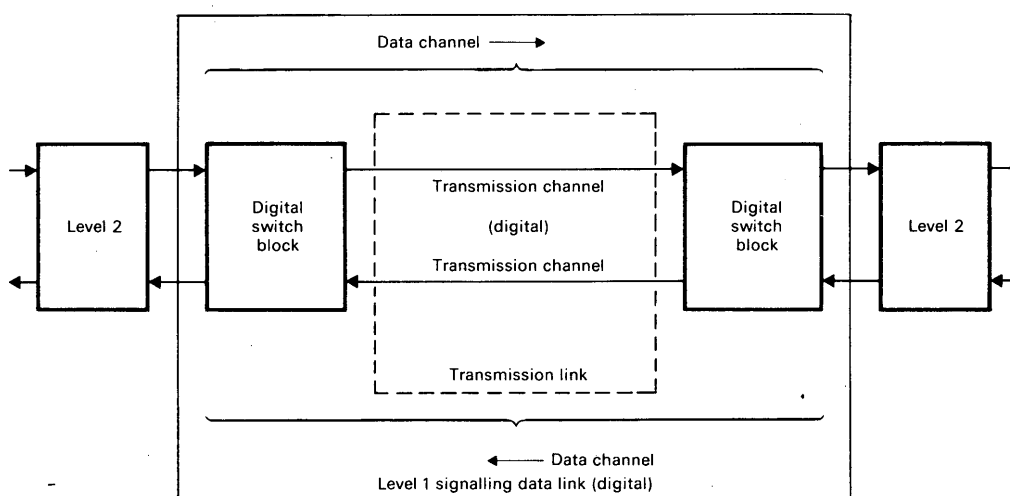 Data channel
Level 2
Digital
switch
block
Transmission channel
(digital)
Transmission channel
Transmission link
Digital
switch
block
Level 2
Data channel
Level 1 signalling data link (digital)